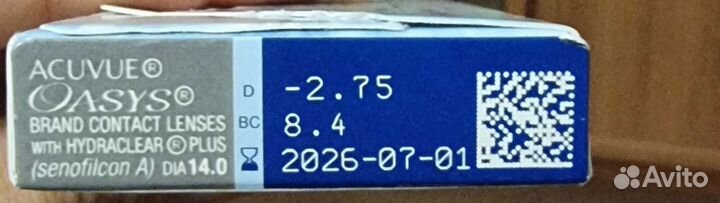 ACUVUE®
OASYS®
BRAND CONTACT LENSES
WITH HYDRACLEAR® PLUS
(senofilcon A) DIA 14.0
D -2.75
BC 8.4
2026-07-01
Avito